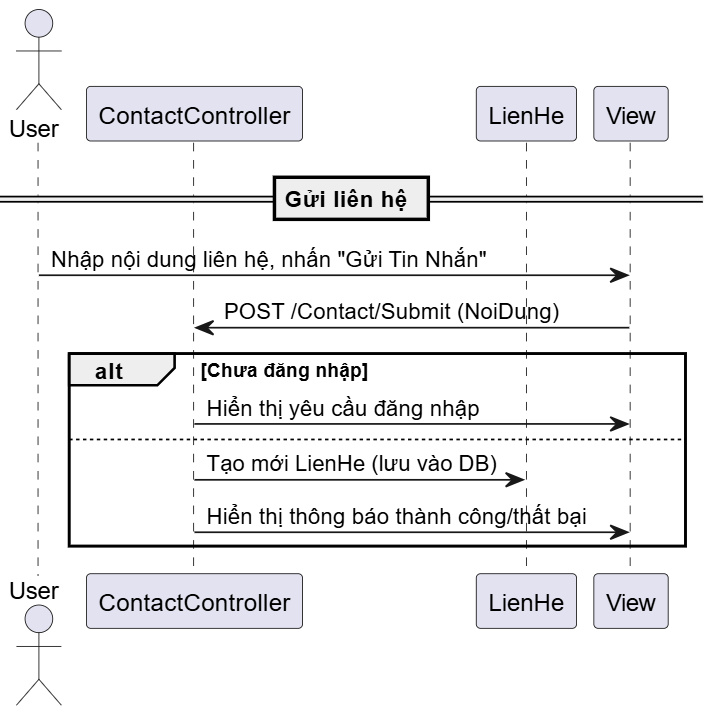 User
ContactController
LienHe
View
Gửi liên hệ
Nhập nội dung liên hệ, nhấn "Gửi Tin Nhắn"
POST /Contact/Submit (NoiDung)
alt
[Chưa đăng nhập]
Hiển thị yêu cầu đăng nhập
Tạo mới LienHe (lưu vào DB)
Hiển thị thông báo thành công/thất bại
User
ContactController
LienHe
View